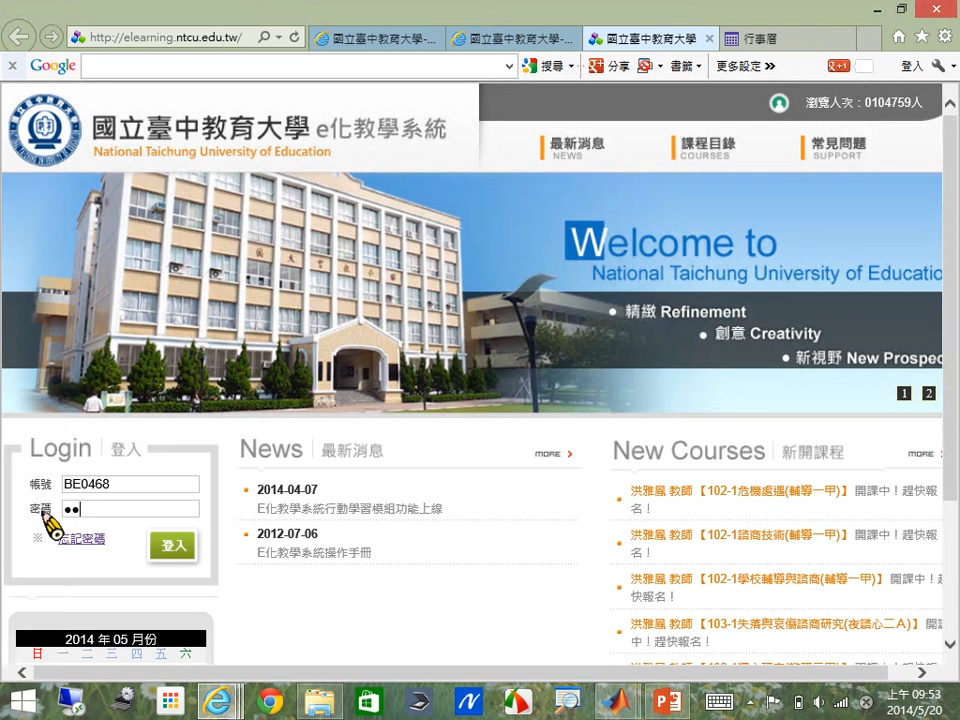 http://elearning.ntcu.edu.tw/
國立臺中教育大學-...
國立臺中教育大學-...
國立臺中教育大學
行事曆
Google
搜尋
分享
書籤
更多設定 »
登入
國立臺中教育大學 e化教學系統
National Taichung University of Education
瀏覽人次：0104759人
最新消息
NEWS
課程目錄
COURSES
常見問題
SUPPORT
Welcome to
National Taichung University of Educatio
精緻 Refinement
創意 Creativity
新視野 New Prospec
1 2
Login 登入
帳號 BE0468
密碼
※ 忘記密碼
登入
News 最新消息
MORE
2014-04-07
E化教學系統行動學習模組功能上線
2012-07-06
E化教學系統操作手冊
New Courses 新開課程
MORE
洪雅鳳 教師【102-1危機處遇(輔導一甲)】 開課中！趕快報
名！
洪雅鳳 教師【102-1諮商技術(輔導一甲)】 開課中！趕快報
名！
洪雅鳳 教師【102-1學校輔導與諮商(輔導一甲)】 開課中！
快報名！
洪雅鳳 教師【103-1失落與哀傷諮商研究(夜諮心二Ａ)】 開
中！趕快報名！
2014 年 05 月份
日 一 二 三 四 五 六
上午 09:53
2014/5/20